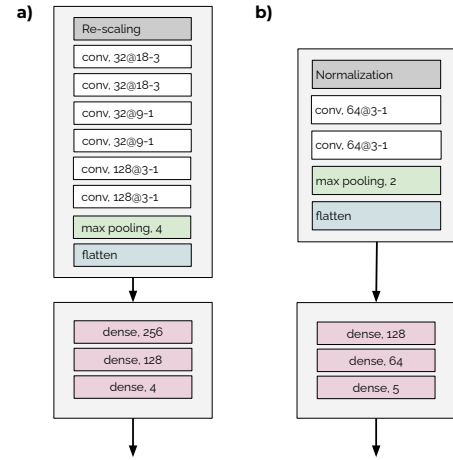 a)
Re-scaling
conv, 32@18-3
conv, 32@18-3
conv, 32@9-1
conv, 32@9-1
conv, 128@3-1
conv, 128@3-1
max pooling, 4
flatten
dense, 256
dense, 128
dense, 4
b)
Normalization
conv, 64@3-1
conv, 64@3-1
max pooling, 2
flatten
dense, 128
dense, 64
dense, 5